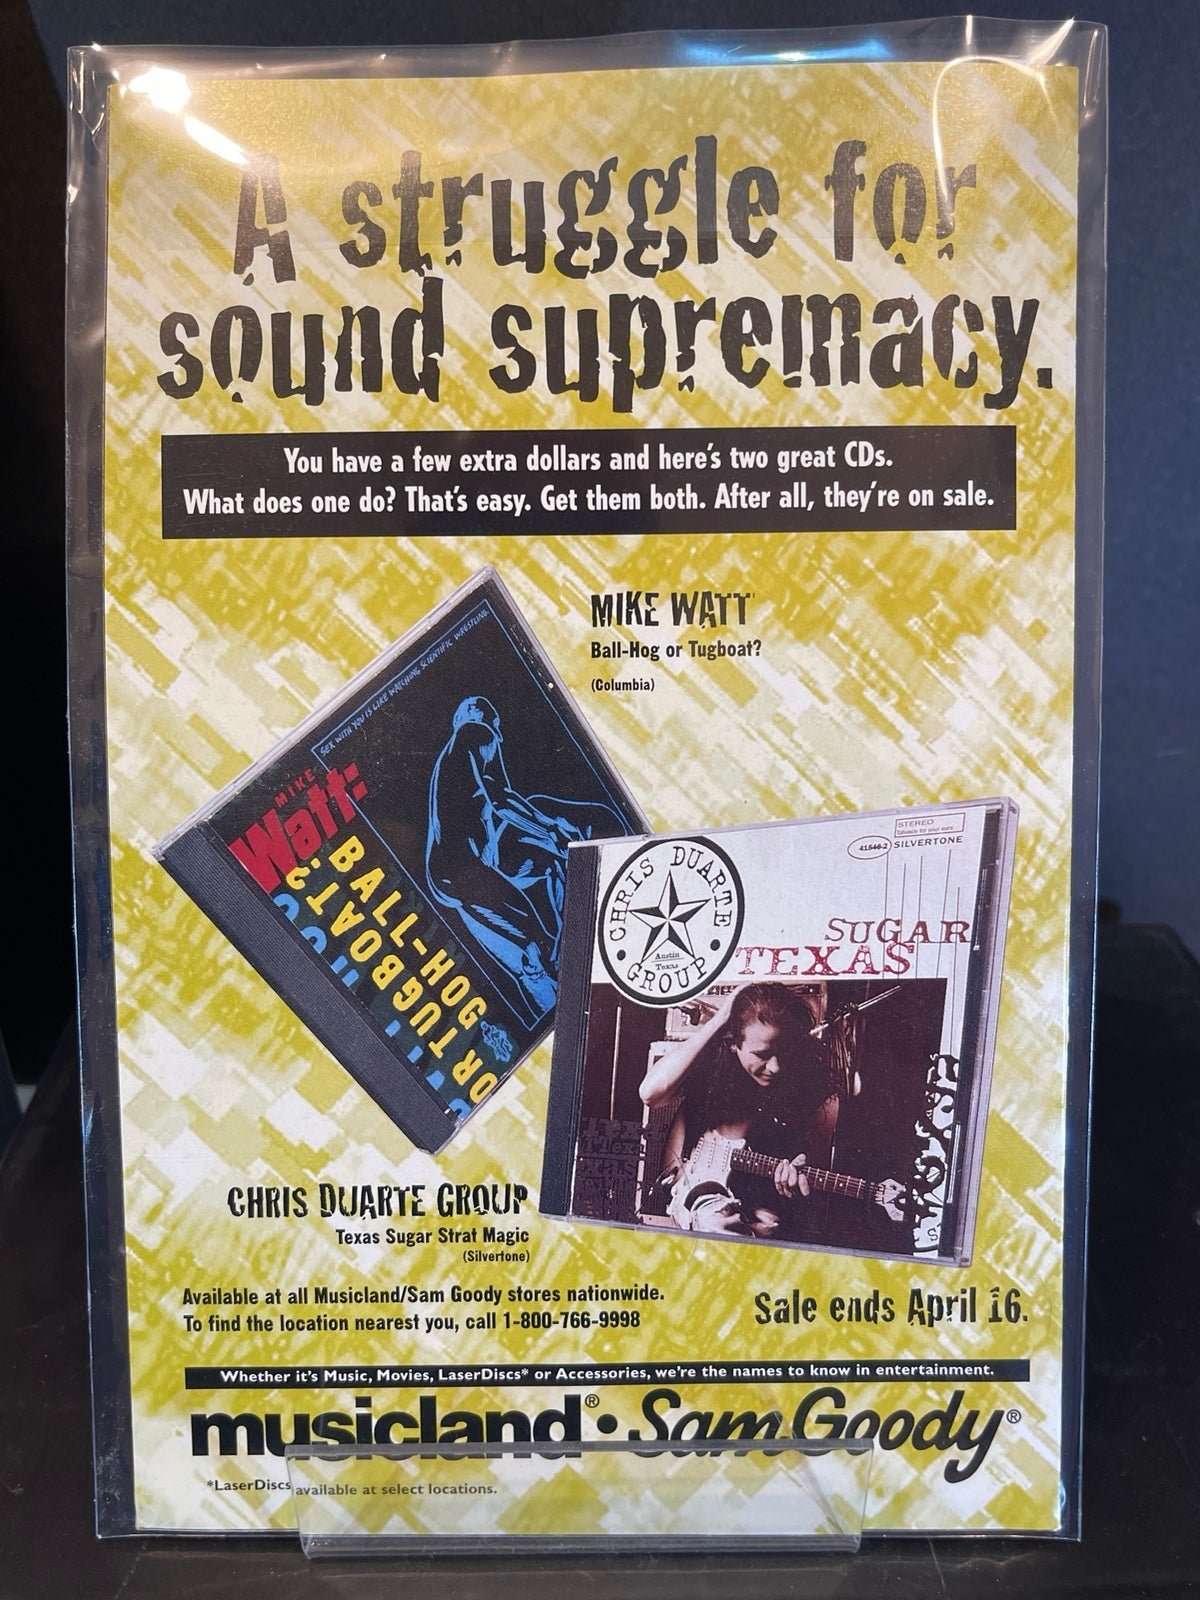 A struggle for
sound supremacy.
You have a few extra dollars and here's two great CDs.
What does one do? That's easy. Get them both. After all, they're on sale.
MIKE WATT
Ball-Hog or Tugboat?
(Columbia)
SEX WITH YOU IS LIKE WATCHING SCIENTIFIC WRESTLING.
MIKE
Watt:
BALL-HOG
OR TUGBOAT?
STEREO
41546-2 SILVERTONE
CHRIS DUARTE
GROUP
Austin
Texas
SUGAR
TEXAS
CHRIS DUARTE GROUP
Texas Sugar Strat Magic
(Silvertone)
Available at all Musicland/Sam Goody stores nationwide.
To find the location nearest you, call 1-800-766-9998
Sale ends April 16.
Whether it's Music, Movies, LaserDiscs* or Accessories, we're the names to know in entertainment.
musicland® • Sam Goody®
*LaserDiscs available at select locations.